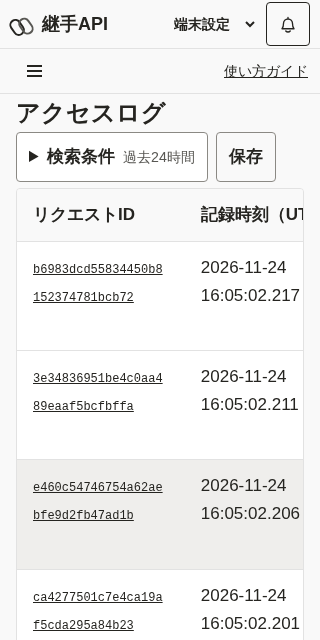 継手API
端末設定
使い方ガイド
アクセスログ
検索条件 過去24時間
保存
リクエストID 記録時刻（UT
b6983dcd55834450b8 2026-11-24
152374781bcb72 16:05:02.217
3e34836951be4c0aa4 2026-11-24
89eaaf5bcfbffa 16:05:02.211
e460c54746754a62ae 2026-11-24
bfe9d2fb47ad1b 16:05:02.206
ca4277501c7e4ca19a 2026-11-24
f5cda295a84b23 16:05:02.201